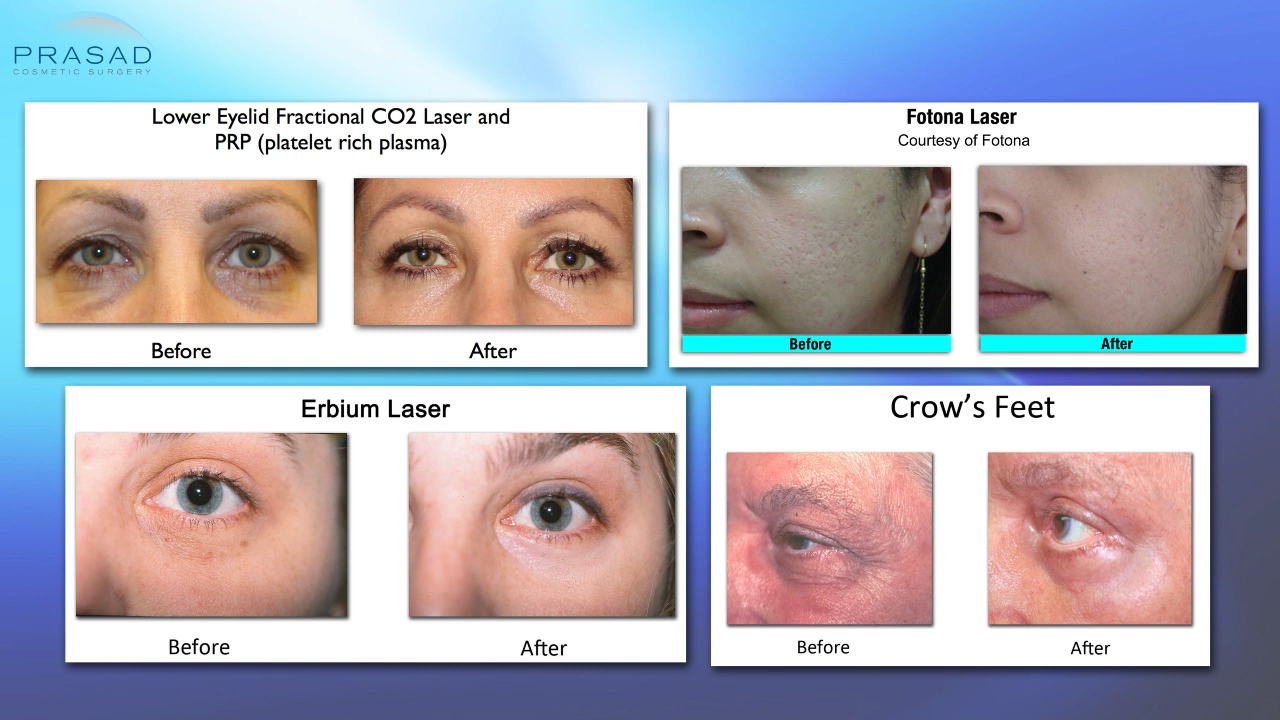 PRASAD
COSMETIC SURGERY
Lower Eyelid Fractional CO2 Laser and
PRP (platelet rich plasma)
Before
After
Fotona Laser
Courtesy of Fotona
Before
After
Erbium Laser
Before
After
Crow’s Feet
Before
After